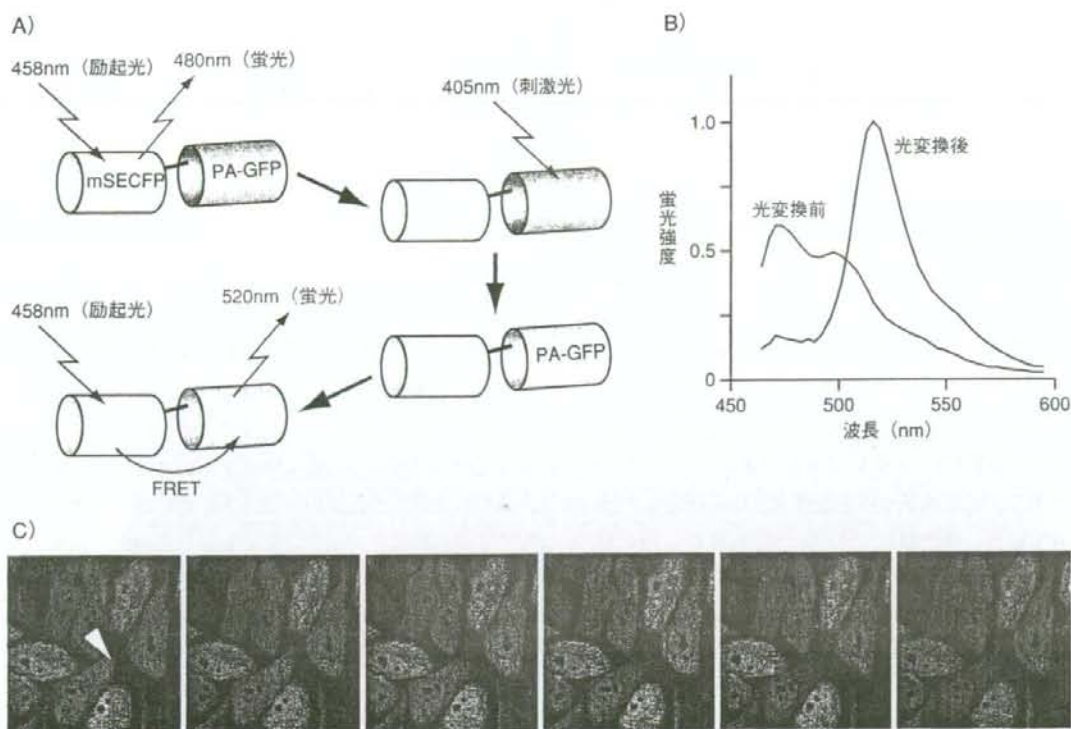 A)
458nm（励起光）
480nm（蛍光）
mSECFP
PA-GFP
405nm（刺激光）
PA-GFP
458nm（励起光）
520nm（蛍光）
FRET
B)
蛍光強度
1.0
0.5
0
光変換後
光変換前
450
500
550
600
波長（nm）
C)